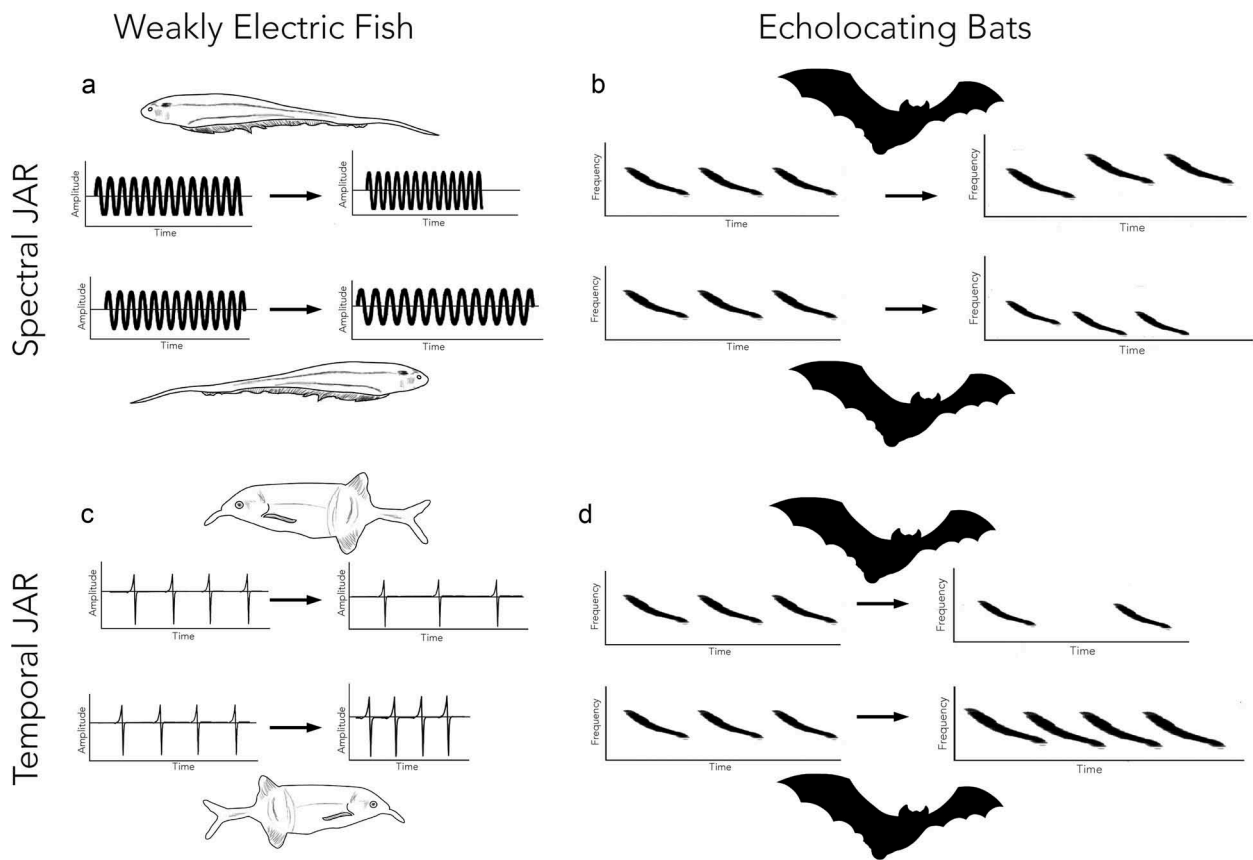 Weakly Electric Fish
Echolocating Bats
Spectral JAR
a
Amplitude
Time
Amplitude
Time
Amplitude
Time
Amplitude
Time
b
Frequency
Time
Frequency
Time
Frequency
Time
Frequency
Time
Temporal JAR
c
Amplitude
Time
Amplitude
Time
Amplitude
Time
Amplitude
Time
d
Frequency
Time
Frequency
Time
Frequency
Time
Frequency
Time